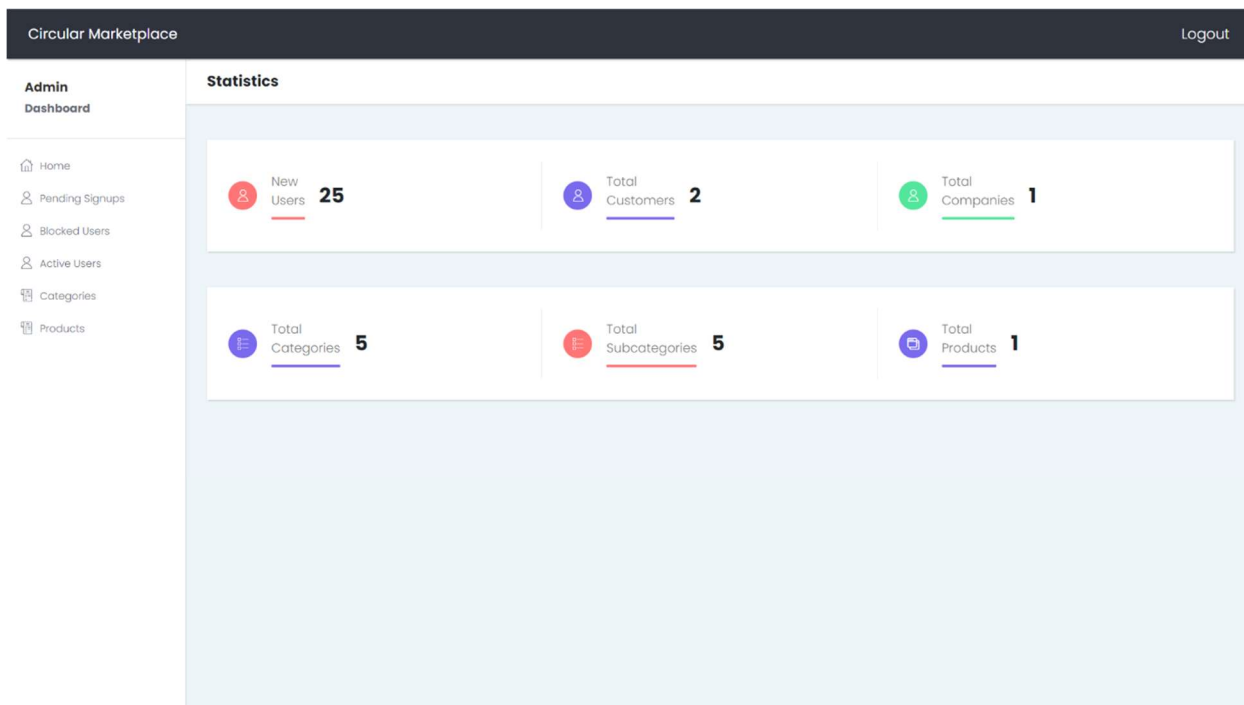 Circular Marketplace
Logout
Admin
Dashboard
Home
Pending Signups
Blocked Users
Active Users
Categories
Products
Statistics
New
Users 25
Total
Customers 2
Total
Companies 1
Total
Categories 5
Total
Subcategories 5
Total
Products 1